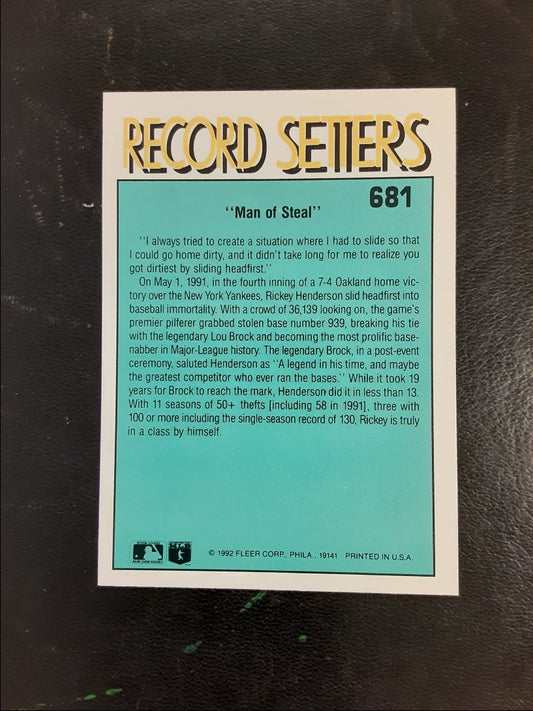 RECORD SETTERS
681
"Man of Steal"
"I always tried to create a situation where I had to slide so that
I could go home dirty, and it didn't take long for me to realize you
got dirtiest by sliding headfirst."
On May 1, 1991, in the fourth inning of a 7-4 Oakland home vic-
tory over the New York Yankees, Rickey Henderson slid headfirst into
baseball immortality. With a crowd of 36,139 looking on, the game's
premier pilferer grabbed stolen base number 939, breaking his tie
with the legendary Lou Brock and becoming the most prolific base-
nabber in Major-League history. The legendary Brock, in a post-event
ceremony, saluted Henderson as "A legend in his time, and maybe
the greatest competitor who ever ran the bases." While it took 19
years for Brock to reach the mark, Henderson did it in less than 13.
With 11 seasons of 50+ thefts [including 58 in 1991], three with
100 or more including the single-season record of 130, Rickey is truly
in a class by himself.
© 1992 FLEER CORP., PHILA., 19141 PRINTED IN U.S.A.